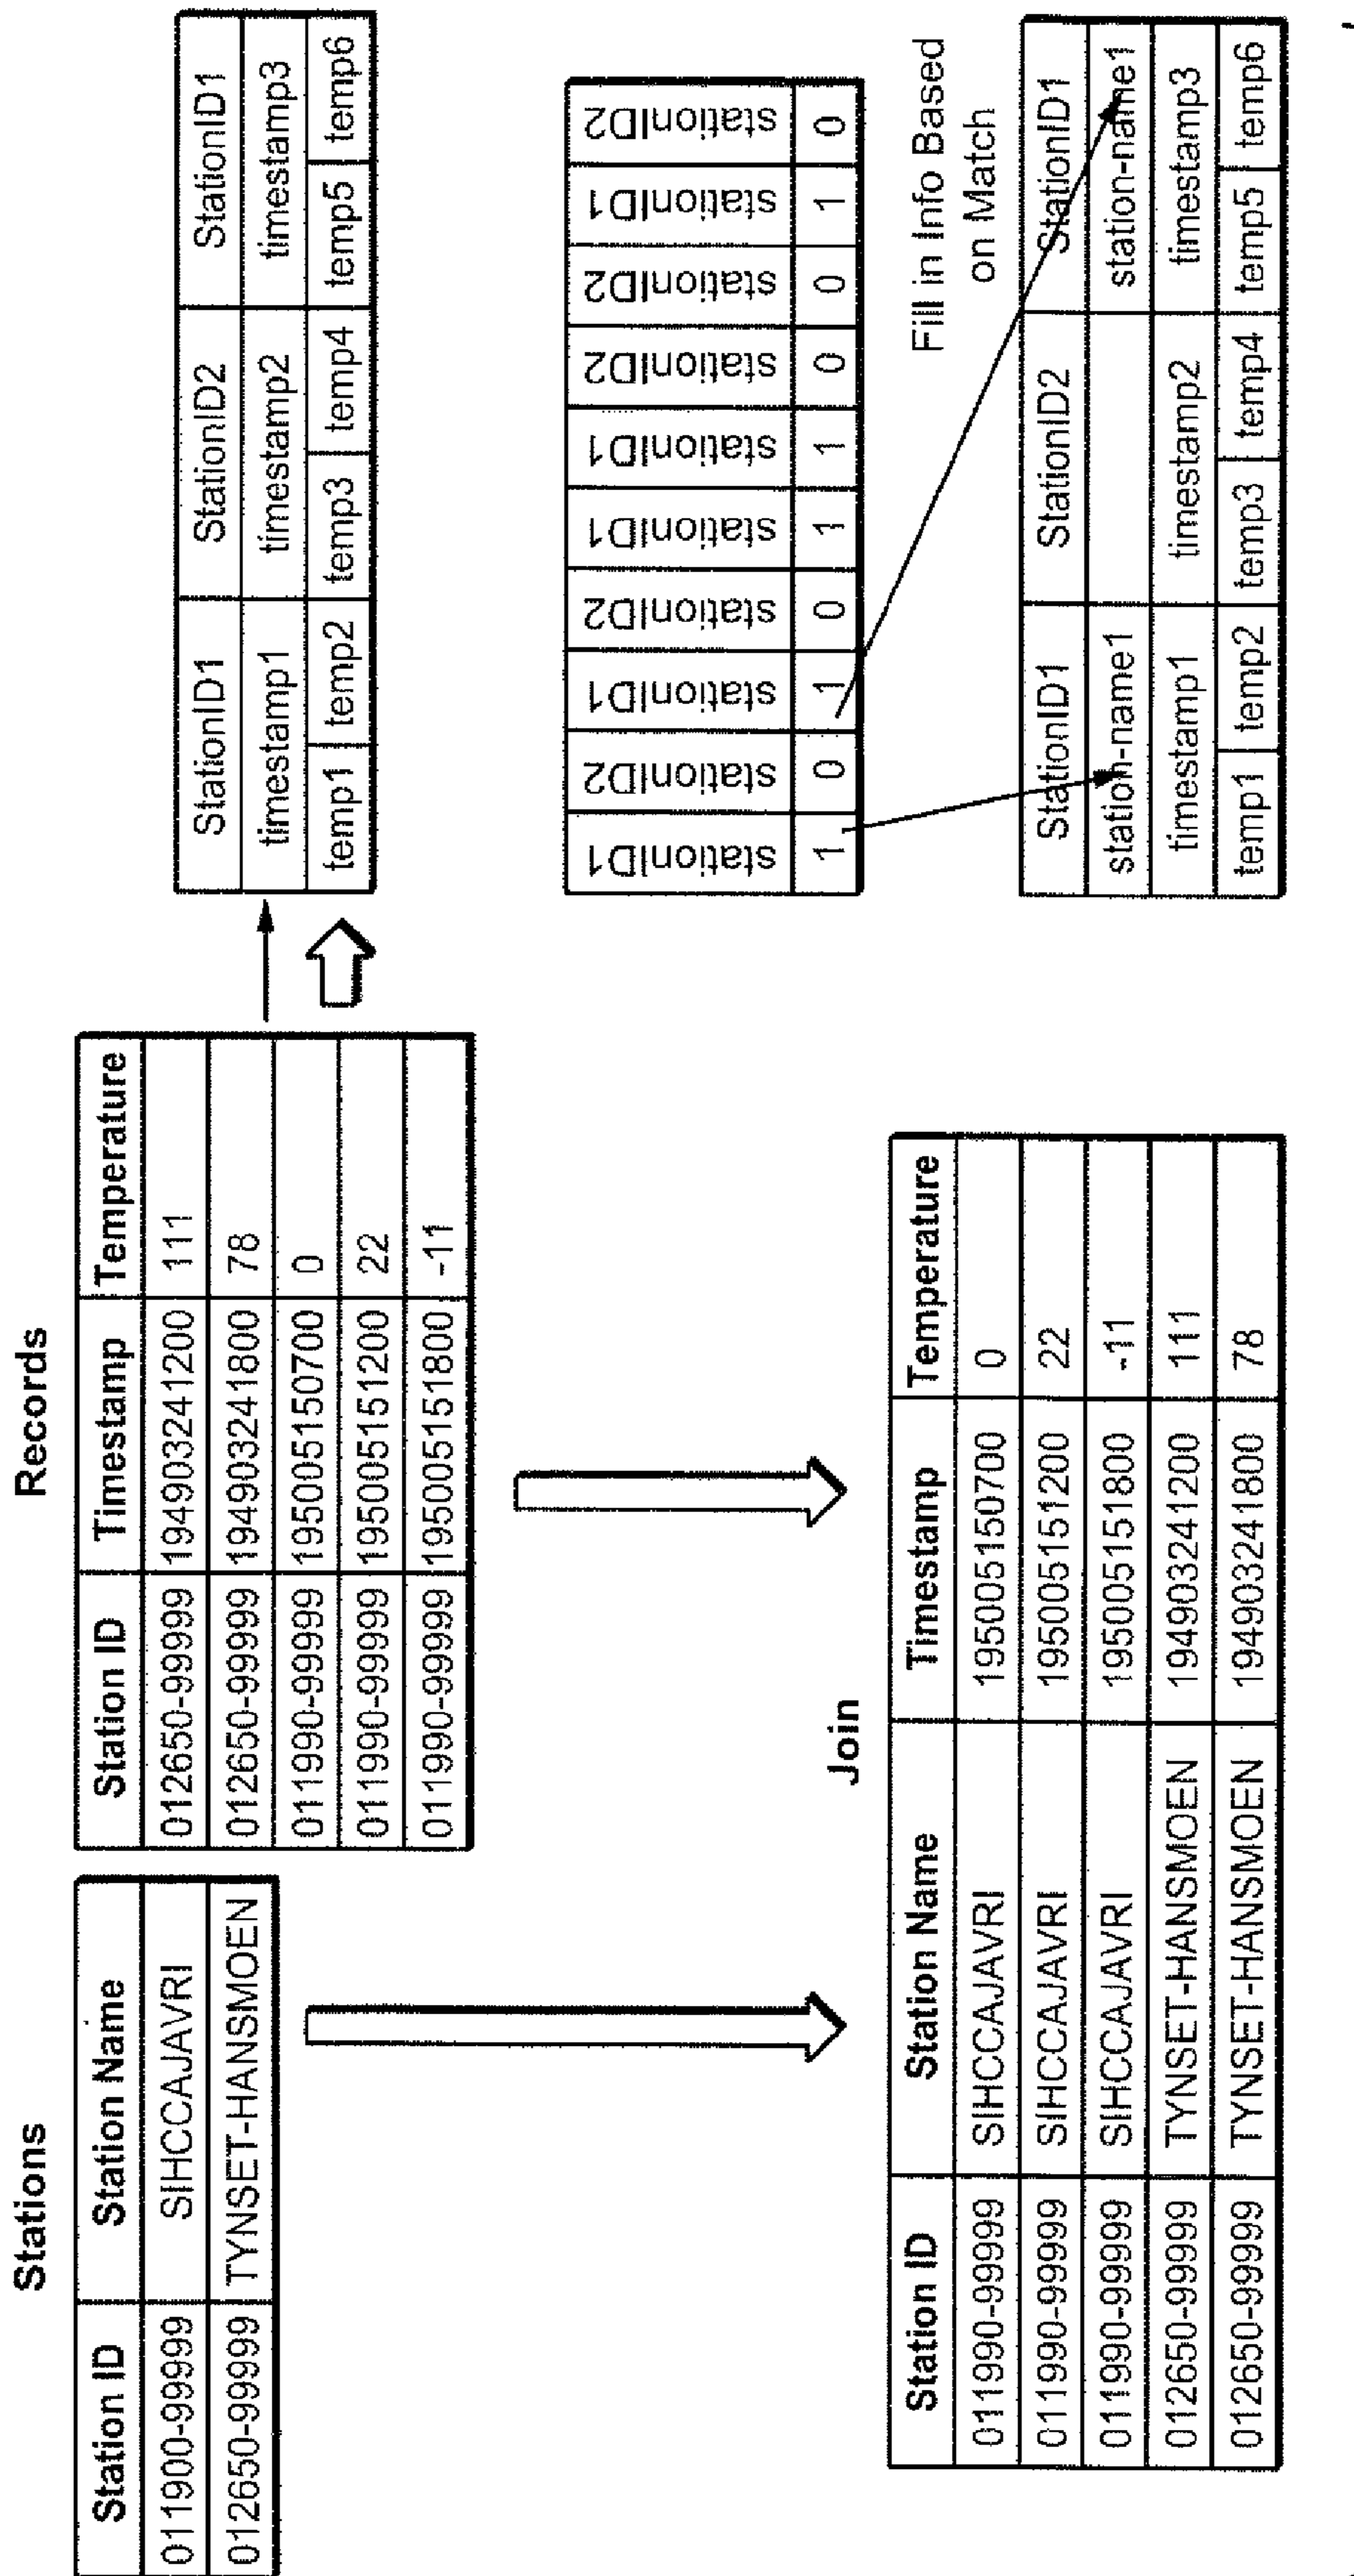 Stations
Station ID Station Name
011900-99999 SIHCCAJAVRI
012650-99999 TYNSET-HANSMOEN
Records
Station ID Timestamp Temperature
012650-99999 194903241200 111
012650-99999 194903241800 78
011990-99999 195005150700 0
011990-99999 195005151200 22
011990-99999 195005151800 -11
StationID1 StationID2 StationID1
timestamp1 timestamp2 timestamp3
temp1 temp2 temp3 temp4 temp5 temp6
Join
Station ID Station Name Timestamp Temperature
011990-99999 SIHCCAJAVRI 195005150700 0
011990-99999 SIHCCAJAVRI 195005151200 22
011990-99999 SIHCCAJAVRI 195005151800 -11
012650-99999 TYNSET-HANSMOEN 194903241200 111
012650-99999 TYNSET-HANSMOEN 194903241800 78
stationID1 stationID2 stationID1 stationID2 stationID1 stationID1 stationID2 stationID2 stationID1 stationID2
1 0 1 0 1 1 0 0 1 0
Fill in Info Based
on Match
StationID1 StationID2 StationID1
station-name1 station-name1
timestamp1 timestamp2 timestamp3
temp1 temp2 temp3 temp4 temp5 temp6